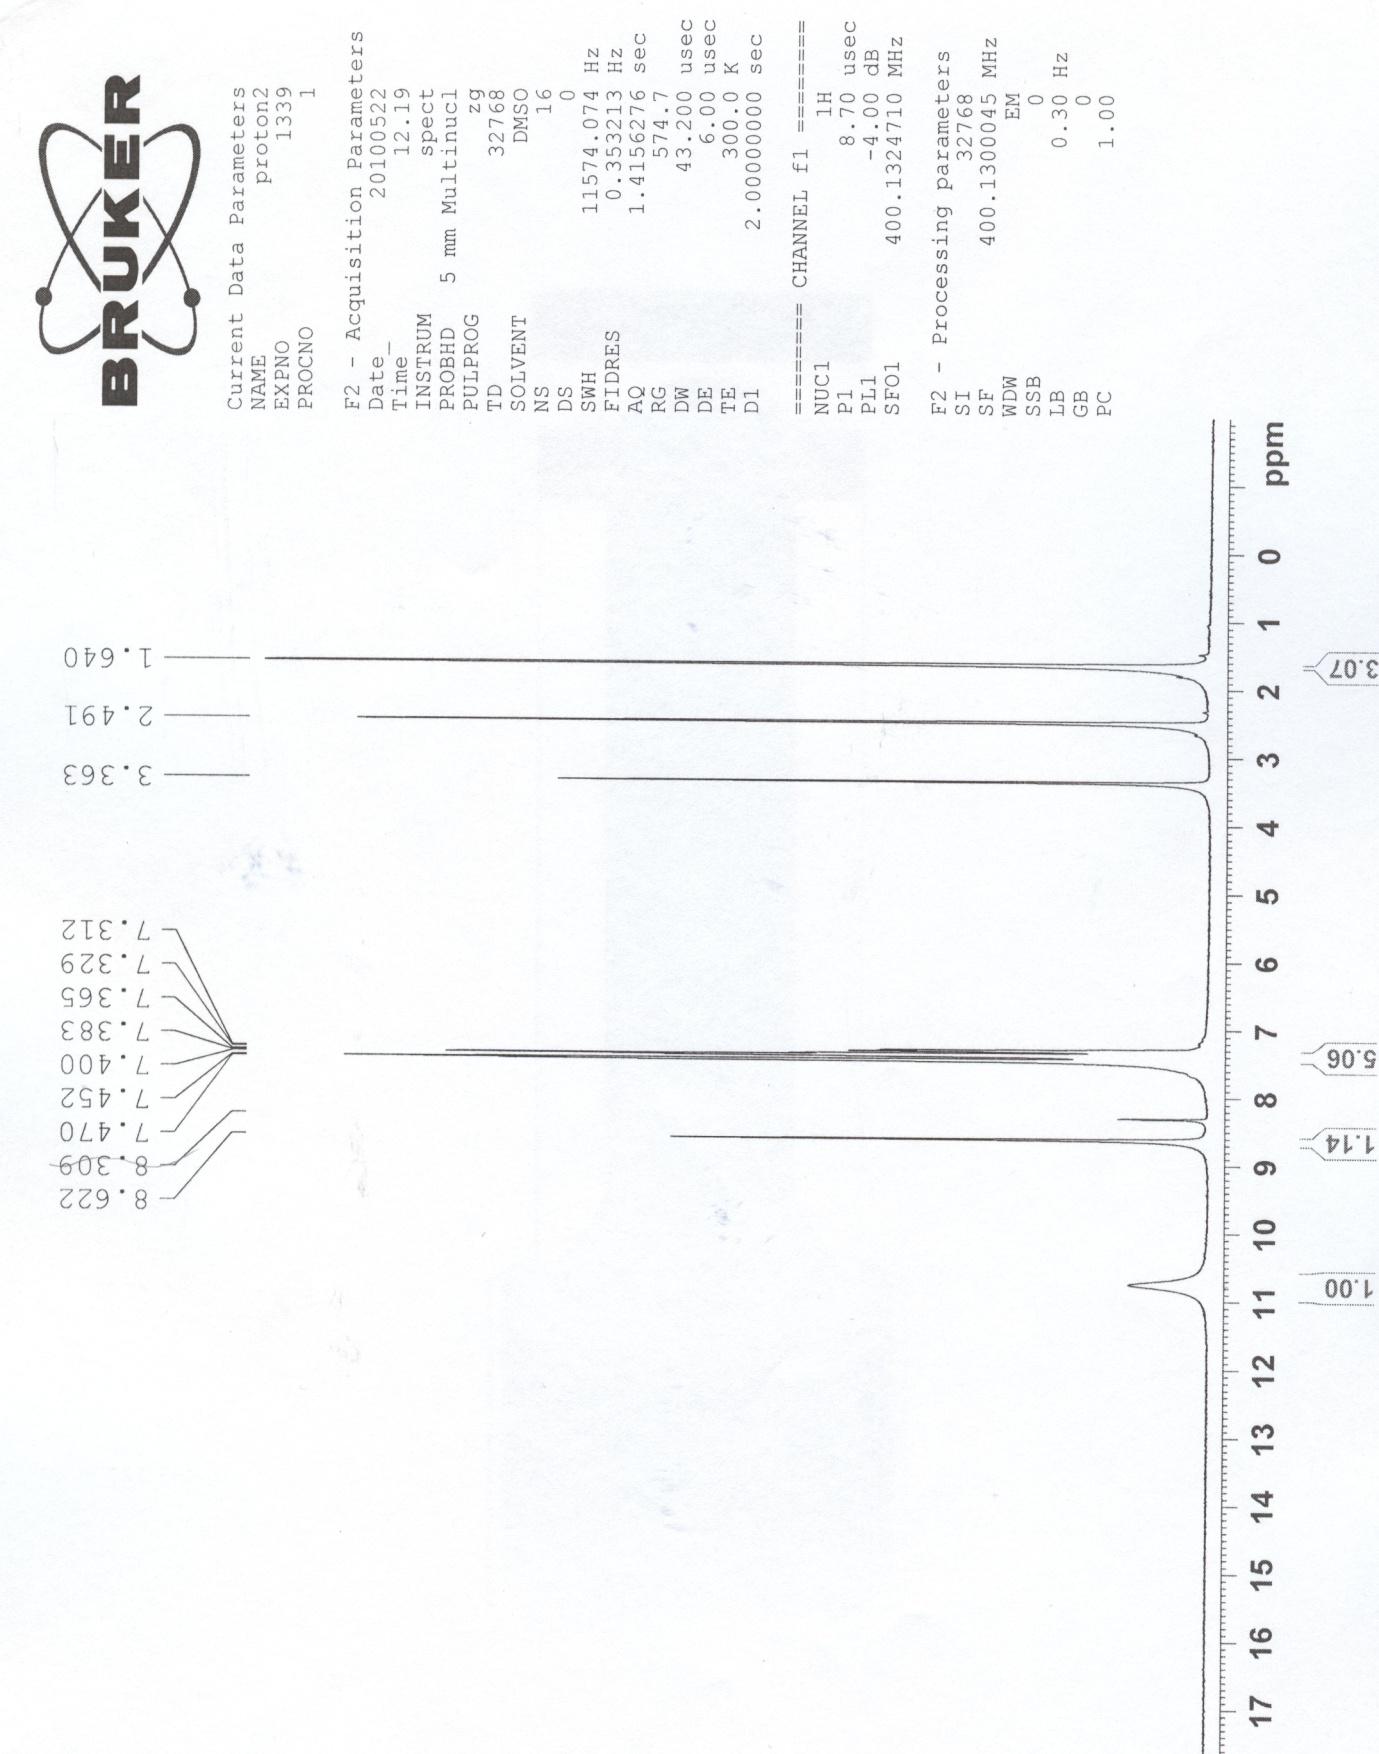 BRUKER
Current Data Parameters
NAME proton2
EXPNO 1339
PROCNO 1
F2 - Acquisition Parameters
Date_ 20100522
Time 12.19
INSTRUM spect
PROBHD 5 mm Multinucl
PULPROG zg
TD 32768
SOLVENT DMSO
NS 16
DS 0
SWH 11574.074 Hz
FIDRES 0.353213 Hz
AQ 1.4156276 sec
RG 574.7
DW 43.200 usec
DE 6.00 usec
TE 300.0 K
D1 2.00000000 sec
======== CHANNEL f1 ========
NUC1 1H
P1 8.70 usec
PL1 -4.00 dB
SFO1 400.1324710 MHz
F2 - Processing parameters
SI 32768
SF 400.1300045 MHz
WDW EM
SSB 0
LB 0.30 Hz
GB 0
PC 1.00
8.622
8.309
7.470
7.452
7.400
7.383
7.365
7.329
7.312
3.363
2.491
1.640
17 16 15 14 13 12 11 10 9 8 7 6 5 4 3 2 1 0 ppm
1.00
1.14
5.06
3.07